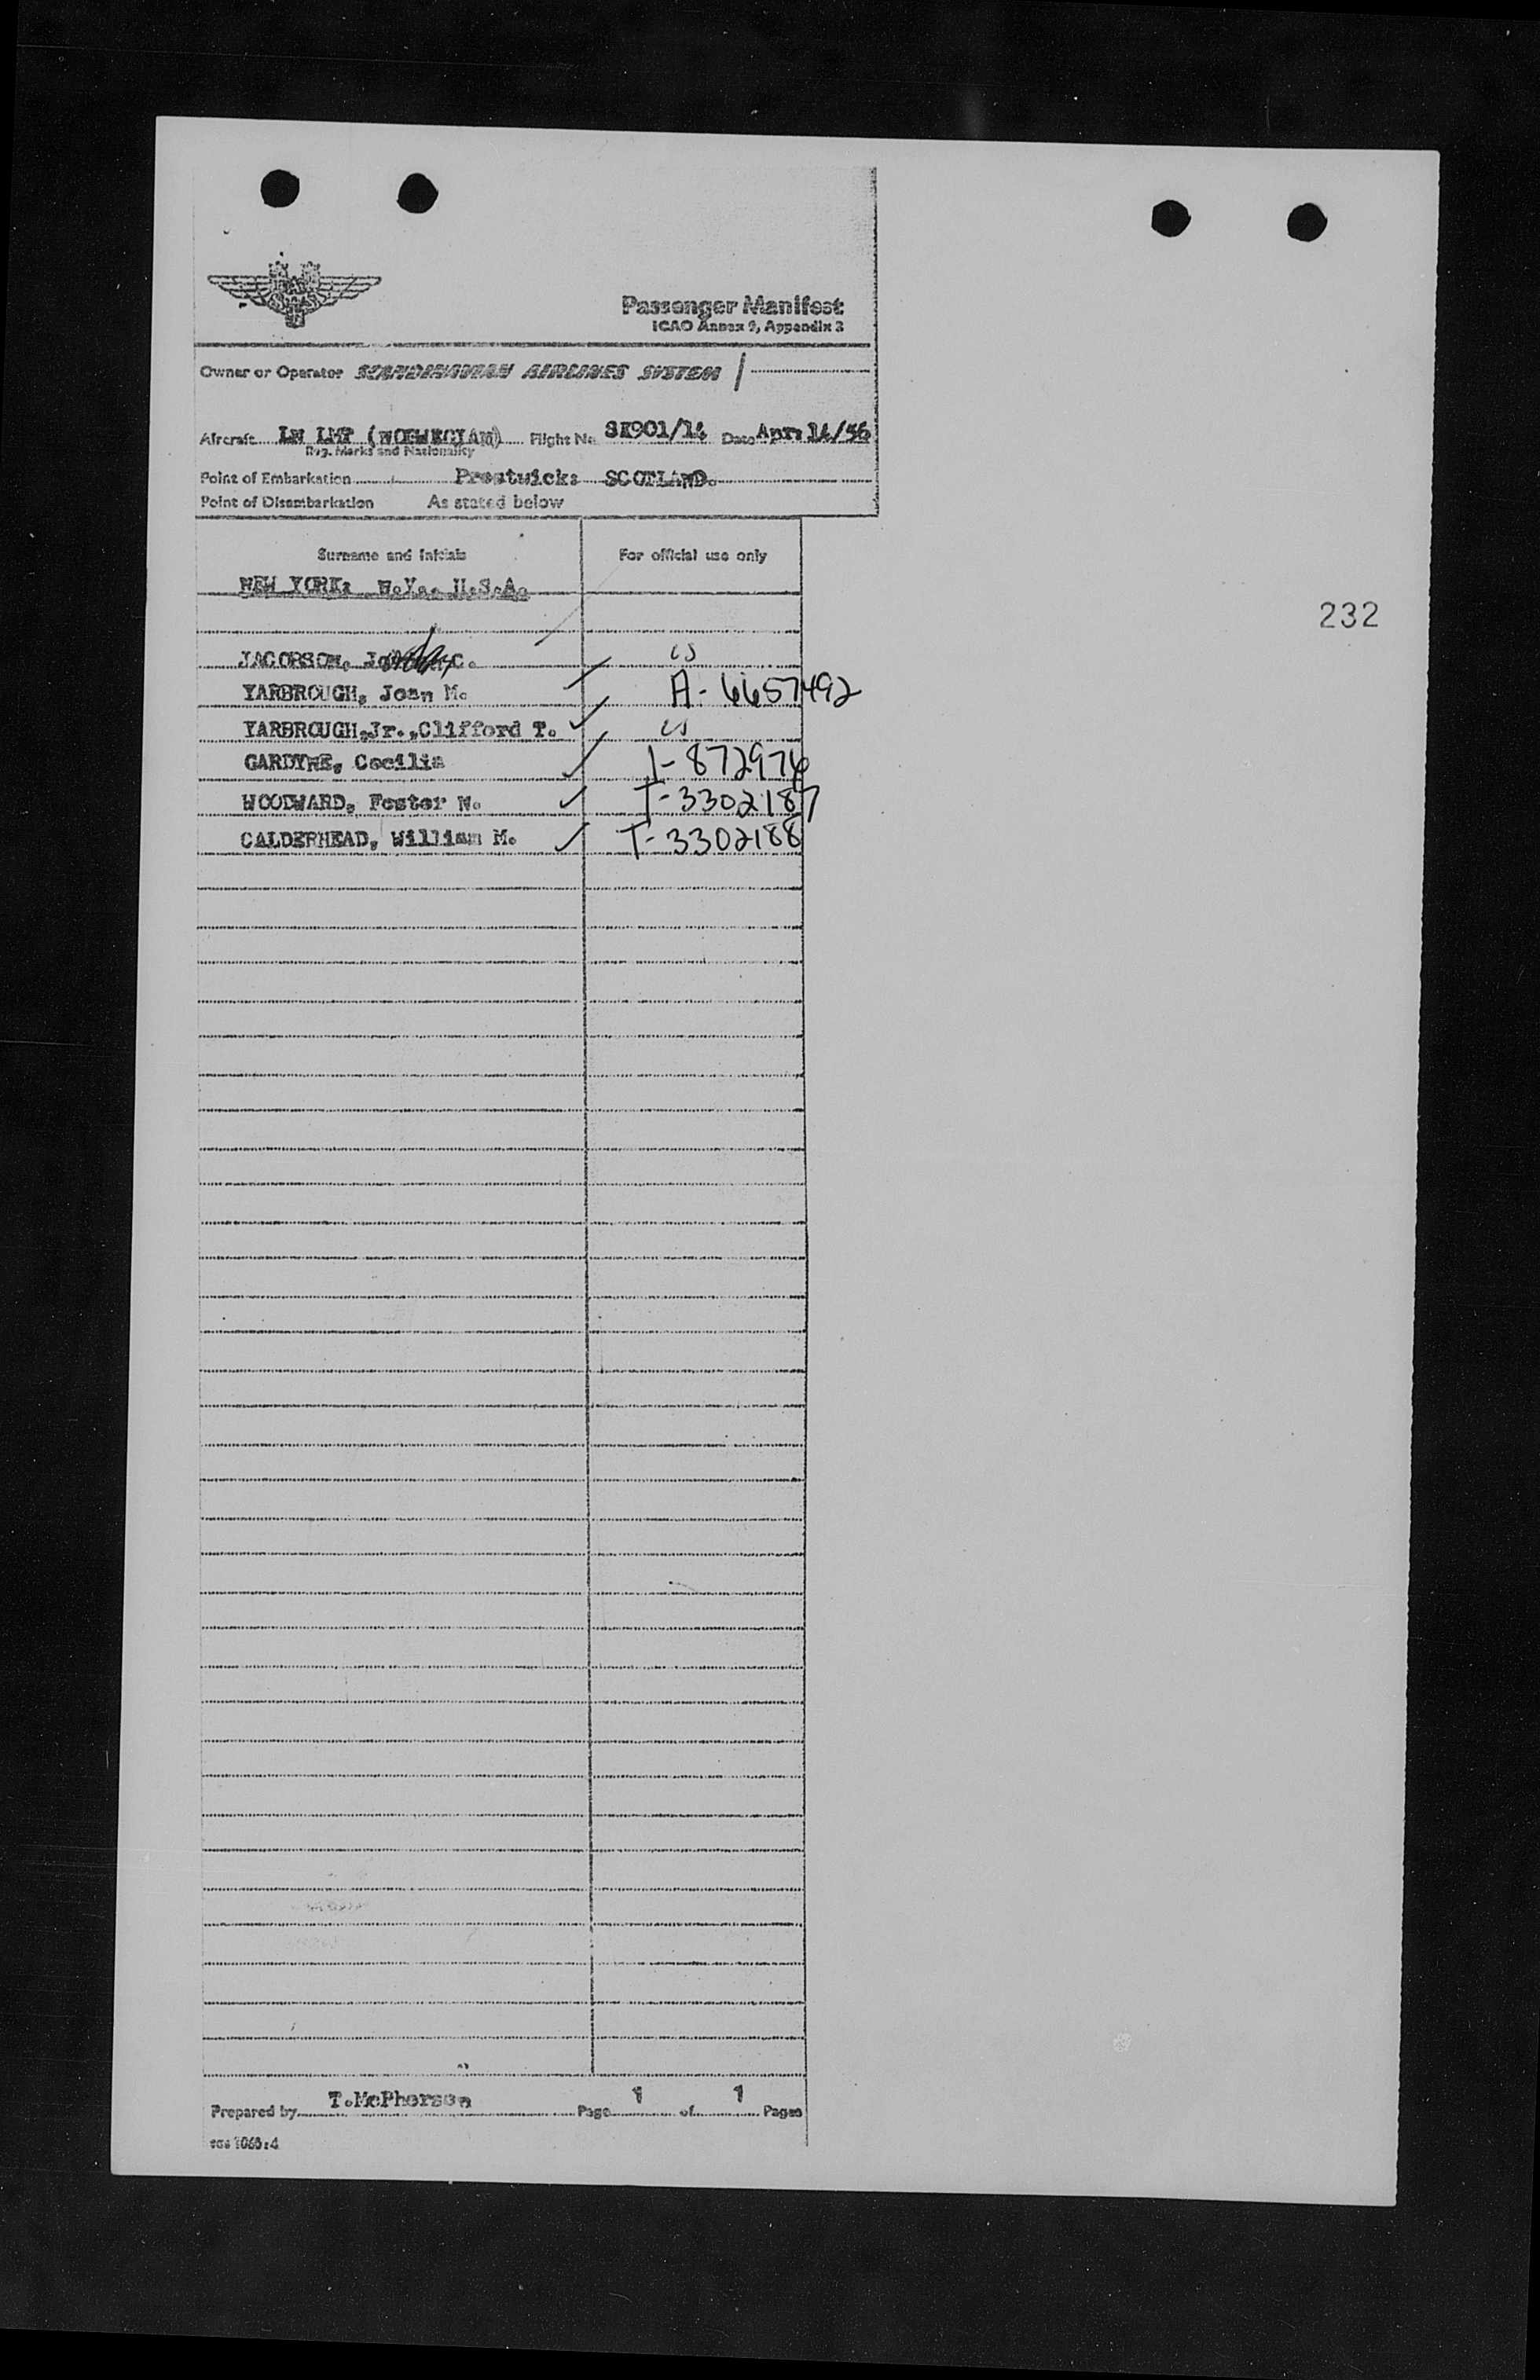 Passenger Manifest
ICAO Annex 9, Appendix 3
Owner or Operator SCANDINAVIAN AIRLINES SYSTEM
Aircraft LN LMP (NORWEGIAN) Flight No. SK901/14 Date Apr: 14/56
Reg. Marks and Nationality
Point of Embarkation Prestwick: SCOTLAND.
Point of Disembarkation As stated below
Surname and Initials For official use only
NEW YORK: N.Y.. U.S.A.
232
JACOBSON, C. us
YARBROUGH, Joan M. A-6657492
YARBROUGH,Jr.,Clifford T. us
GARDYNE, Cecilia I-872976
WOODWARD, Foster N. T-3302187
CALDERHEAD, William M. T-3302188
Prepared by T.McPherson Page 1 of 1 Pages